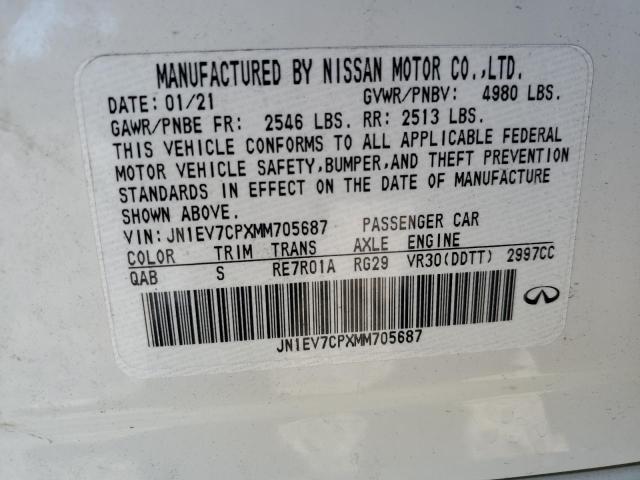 MANUFACTURED BY NISSAN MOTOR CO.,LTD.
DATE: 01/21 GVWR/PNBV: 4980 LBS.
GAWR/PNBE FR: 2546 LBS. RR: 2513 LBS.
THIS VEHICLE CONFORMS TO ALL APPLICABLE FEDERAL
MOTOR VEHICLE SAFETY,BUMPER,AND THEFT PREVENTION
STANDARDS IN EFFECT ON THE DATE OF MANUFACTURE
SHOWN ABOVE.
VIN: JN1EV7CPXMM705687 PASSENGER CAR
COLOR TRIM TRANS AXLE ENGINE
QAB S RE7R01A RG29 VR30(DDTT) 2997CC
JN1EV7CPXMM705687